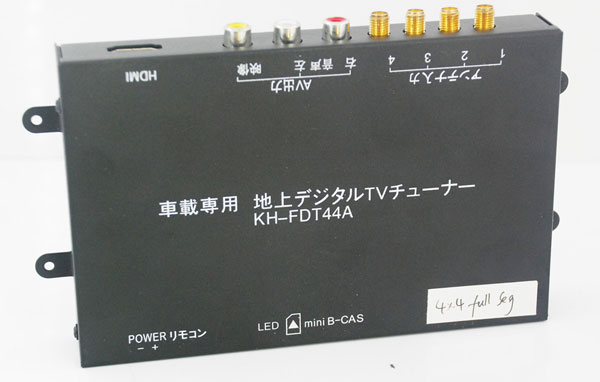 HDMI
映像
左
音声
右
AV出力
4
3
2
1
アンテナ入力
車載専用 地上デジタルTVチューナー
KH-FDT44A
4x4 full seg
LED mini B-CAS
POWER リモコン
- +